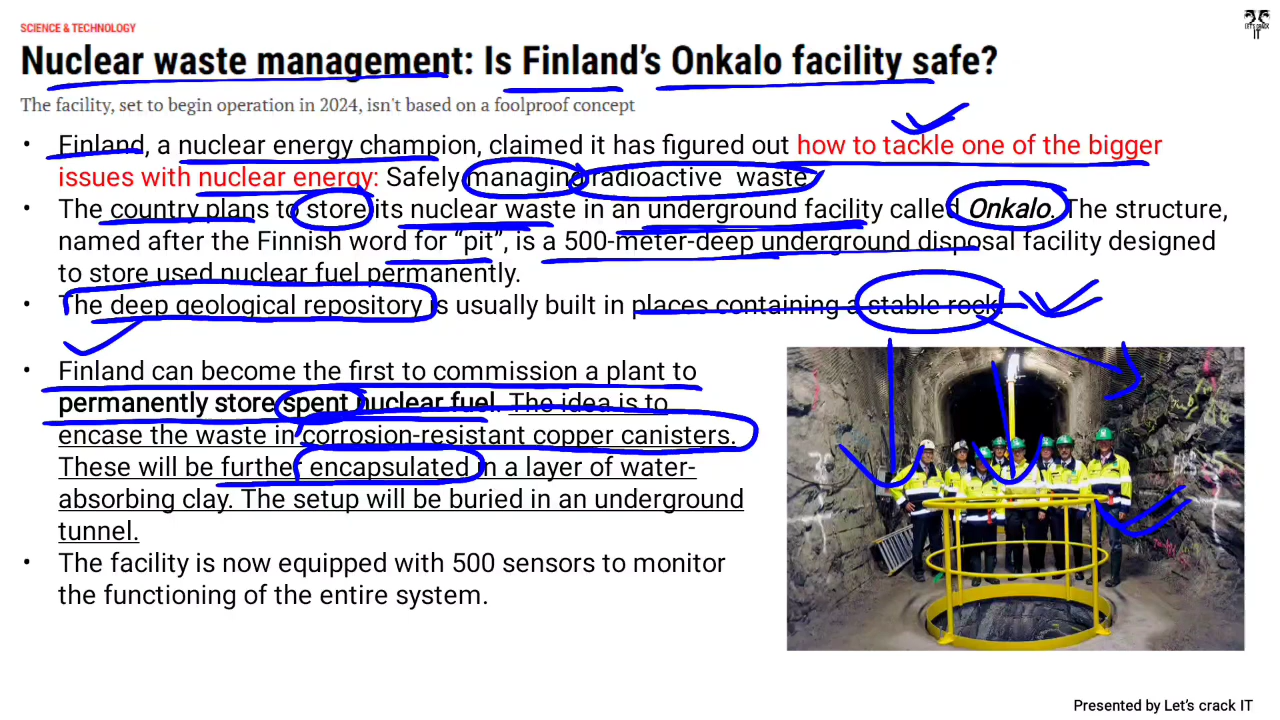 SCIENCE & TECHNOLOGY
LET'S CRACK
IT
Nuclear waste management: Is Finland's Onkalo facility safe?
The facility, set to begin operation in 2024, isn't based on a foolproof concept
• Finland, a nuclear energy champion, claimed it has figured out how to tackle one of the bigger
issues with nuclear energy: Safely managing radioactive waste.
• The country plans to store its nuclear waste in an underground facility called Onkalo. The structure,
named after the Finnish word for “pit”, is a 500-meter-deep underground disposal facility designed
to store used nuclear fuel permanently.
• The deep geological repository is usually built in places containing a stable rock.
• Finland can become the first to commission a plant to
permanently store spent nuclear fuel. The idea is to
encase the waste in corrosion-resistant copper canisters.
These will be further encapsulated in a layer of water-
absorbing clay. The setup will be buried in an underground
tunnel.
• The facility is now equipped with 500 sensors to monitor
the functioning of the entire system.
Presented by Let's crack IT